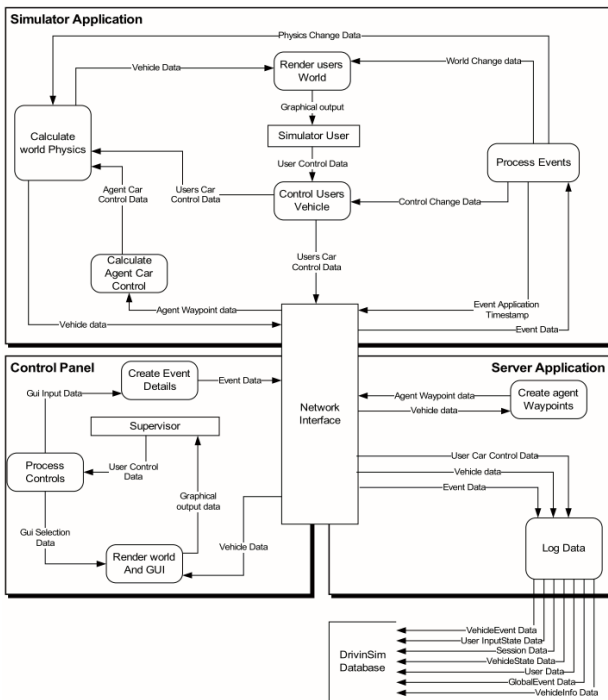 Simulator Application
Physics Change Data
Vehicle Data
Render users
World
World Change data
Graphical output
Calculate
world Physics
Simulator User
Process Events
User Control Data
Agent Car
Control Data
Users Car
Control Data
Control Users
Vehicle
Control Change Data
Calculate
Agent Car
Control
Users Car
Control Data
Agent Waypoint data
Event Application
Timestamp
Vehicle data
Event Data
Control Panel
Server Application
Create Event
Details
Gui Input Data
Event Data
Network
Interface
Agent Waypoint data
Vehicle data
Create agent
Waypoints
Supervisor
Process
Controls
User Control
Data
Graphical
output data
User Car Control Data
Vehicle data
Event Data
Gui Selection
Data
Render world
And GUI
Vehicle Data
Log Data
DrivinSim
Database
VehicleEvent Data
User InputState Data
Session Data
VehicleState Data
User Data
GlobalEvent Data
VehicleInfo Data